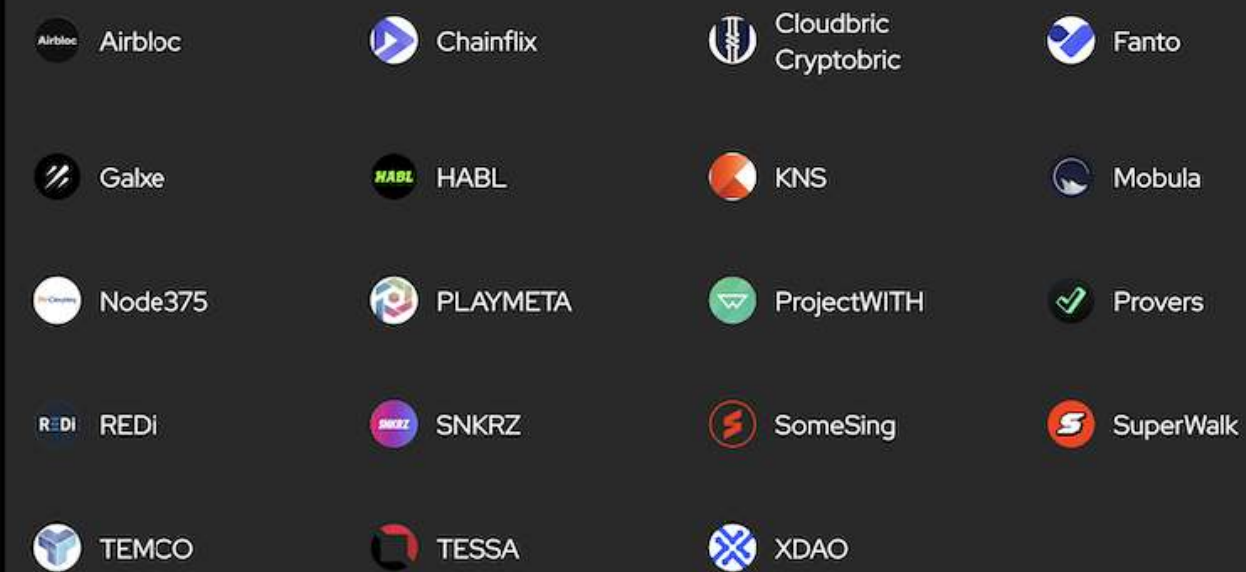 Airbloc Airbloc
Chainflix
Cloudbric
Cryptobric
Fanto
Galxe
HABL HABL
KNS
Mobula
Node375
PLAYMETA
ProjectWITH
Provers
REDi REDi
SNKRZ SNKRZ
SomeSing
SuperWalk
TEMCO
TESSA
XDAO